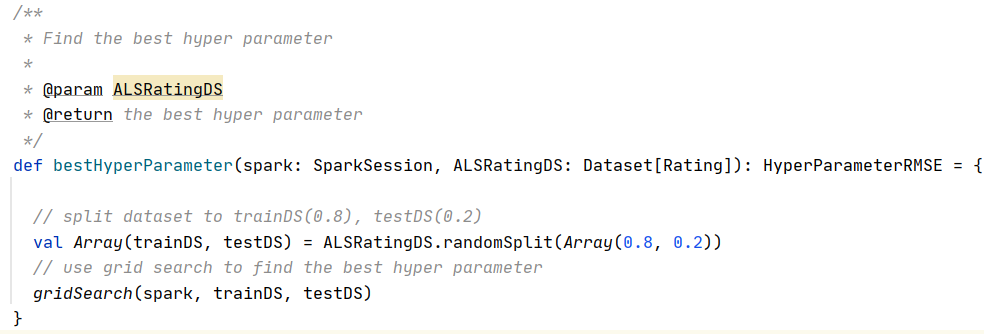 /**
 * Find the best hyper parameter
 *
 * @param ALSRatingDS
 * @return the best hyper parameter
 */
def bestHyperParameter(spark: SparkSession, ALSRatingDS: Dataset[Rating]): HyperParameterRMSE = {
// split dataset to trainDS(0.8), testDS(0.2)
val Array(trainDS, testDS) = ALSRatingDS.randomSplit(Array(0.8, 0.2))
// use grid search to find the best hyper parameter
gridSearch(spark, trainDS, testDS)
}